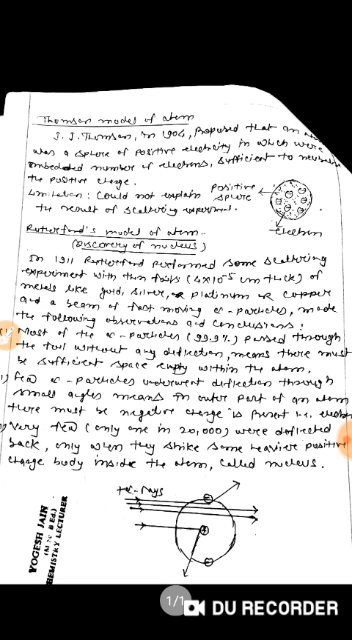 Thomson model of atom
J. J. Thomson, in 1904, proposed that an atom
was a sphere of positive electricity in which were
embedded number of electrons, sufficient to neutralise
the positive charge.
Limitation : Could not explain
the result of scattering experiment.
Positive
sphere
electron
Rutherford's model of atom -
(Discovery of nucleus)
In 1911 Rutherford performed some scattering
experiment with thin foils (4x10⁻⁵ cm thick) of
metals like gold, silver, platinum or copper
and a beam of fast moving α-particles, made
the following observations and conclusions :
Most of the α-particles (99.9%) passed through
the foil without any deflection, means there must
be sufficient space empty within the atom.
Few α-particles underwent deflection through
small angles means in outer part of an atom
there must be negative charge is present i.e. 
Very few (only one in 20,000) were deflected
back, only when they strike some heavier positive
charge body inside the atom, called nucleus.
α-rays
YOGESH JAIN
CHEMISTRY LECTURER
1/1
DU RECORDER